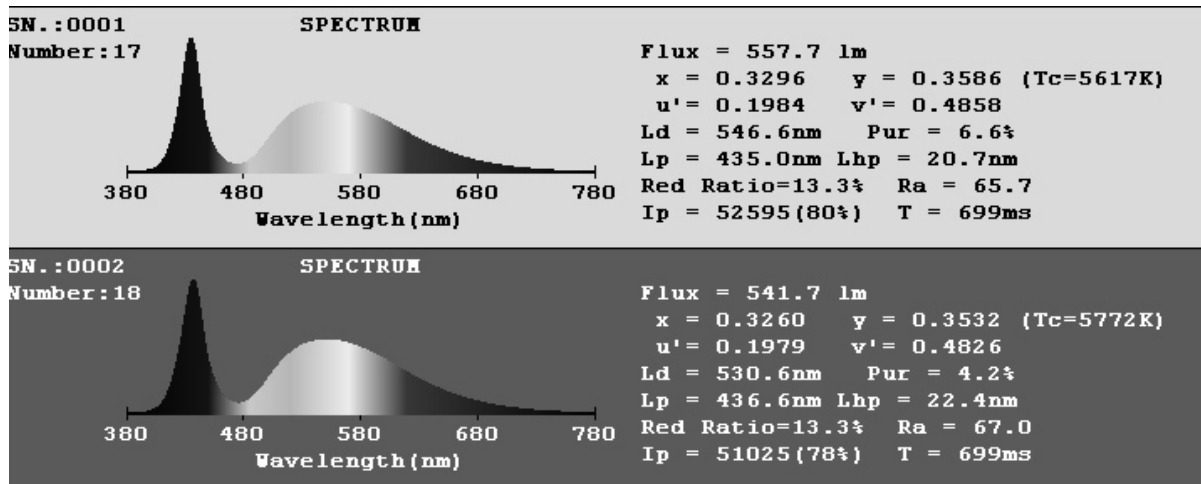 SN.:0001 SPECTRUM
Number:17
Flux = 557.7 lm
x = 0.3296 y = 0.3586 (Tc=5617K)
u'= 0.1984 v'= 0.4858
Ld = 546.6nm Pur = 6.6%
Lp = 435.0nm Lhp = 20.7nm
Red Ratio=13.3% Ra = 65.7
Ip = 52595(80%) T = 699ms
380 480 580 680 780
Wavelength(nm)
SN.:0002 SPECTRUM
Number:18
Flux = 541.7 lm
x = 0.3260 y = 0.3532 (Tc=5772K)
u'= 0.1979 v'= 0.4826
Ld = 530.6nm Pur = 4.2%
Lp = 436.6nm Lhp = 22.4nm
Red Ratio=13.3% Ra = 67.0
Ip = 51025(78%) T = 699ms
380 480 580 680 780
Wavelength(nm)